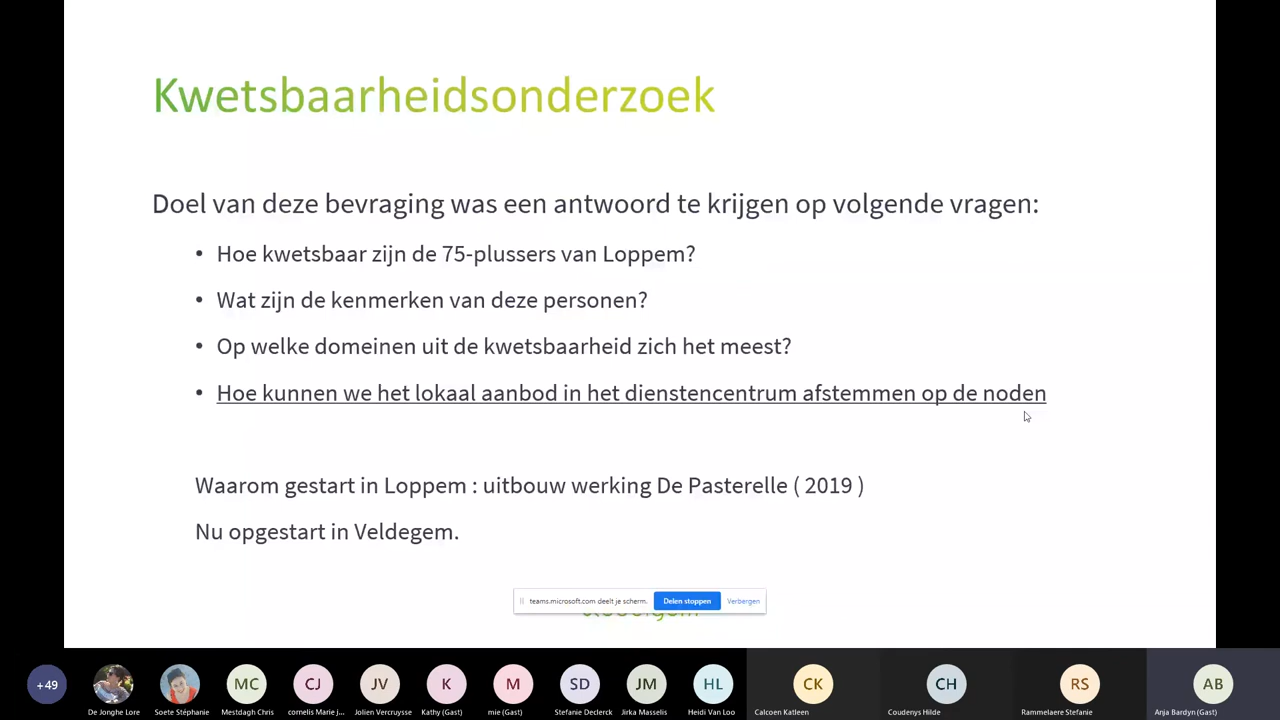 Kwetsbaarheidsonderzoek
Doel van deze bevraging was een antwoord te krijgen op volgende vragen:
• Hoe kwetsbaar zijn de 75-plussers van Loppem?
• Wat zijn de kenmerken van deze personen?
• Op welke domeinen uit de kwetsbaarheid zich het meest?
• Hoe kunnen we het lokaal aanbod in het dienstencentrum afstemmen op de noden
Waarom gestart in Loppem : uitbouw werking De Pasterelle ( 2019 )
Nu opgestart in Veldegem.
teams.microsoft.com deelt je scherm. Delen stoppen Verbergen
+49 MC CJ JV K M SD JM HL CK CH RS AB
De Jonghe Lore Soete Stéphanie Mestdagh Chris cornelis Marie j... Jolien Vercruysse Kathy (Gast) mie (Gast) Stefanie Declerck Jirka Masselis Heidi Van Loo Calcoen Katleen Coudenys Hilde Rammelaere Stefanie Anja Bardyn (Gast)